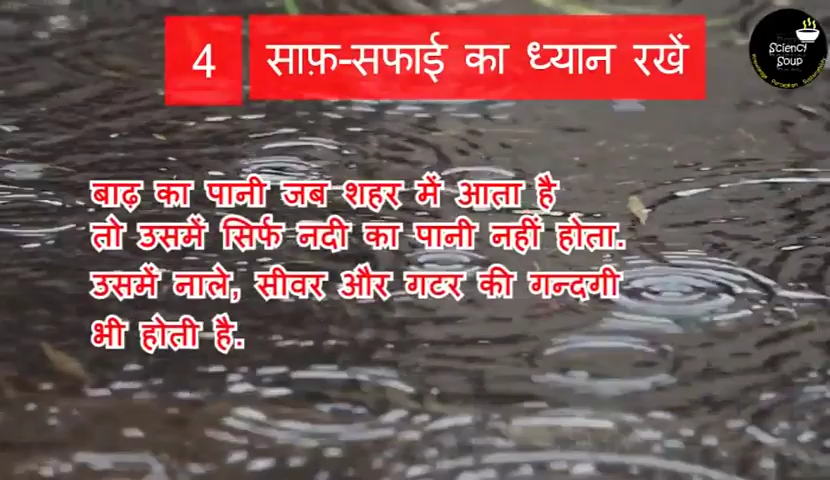 4 साफ़-सफाई का ध्यान रखें
Sciency
Soup
बाढ़ का पानी जब शहर में आता है
तो उसमें सिर्फ नदी का पानी नहीं होता.
उसमें नाले, सीवर और गटर की गन्दगी
भी होती है.